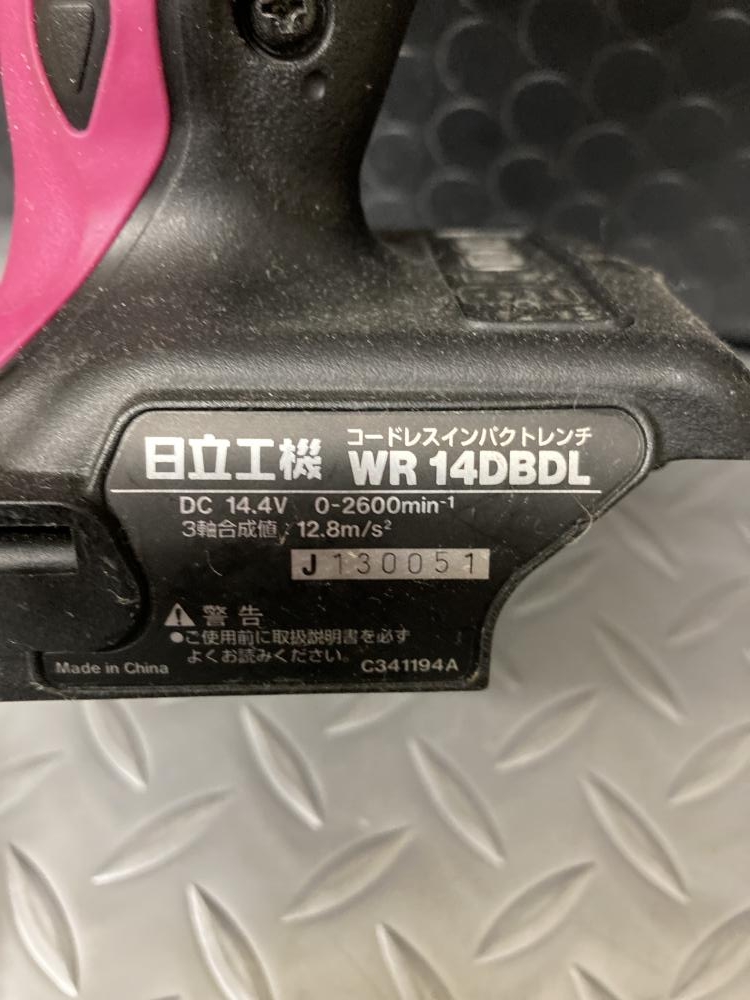 コードレスインパクトレンチ
日立工機 WR 14DBDL
DC 14.4V 0-2600min⁻¹
3軸合成値 : 12.8m/s²
J130051
⚠警告
●ご使用前に取扱説明書を必ず
よくお読みください。
Made in China C341194A